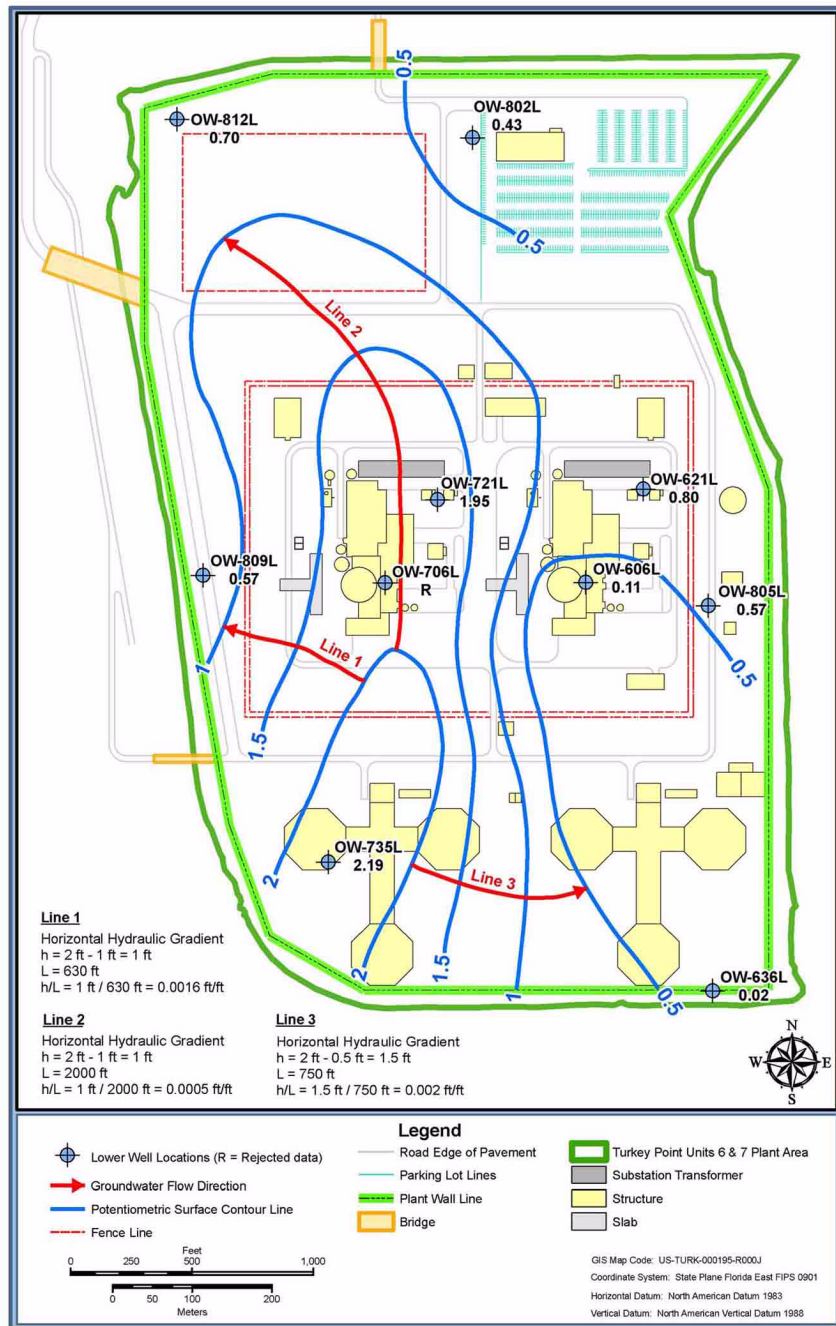 0.5
OW-812L
0.70
OW-802L
0.43
0.5
Line 2
OW-721L
1.95
OW-621L
0.80
OW-809L
0.57
OW-706L
R
OW-606L
0.11
OW-805L
0.57
1
Line 1
0.5
1.5
OW-735L
2.19
2
Line 3
2
1.5
1
0.5
OW-636L
0.02
Line 1
Horizontal Hydraulic Gradient
h = 2 ft - 1 ft = 1 ft
L = 630 ft
h/L = 1 ft / 630 ft = 0.0016 ft/ft
Line 2
Horizontal Hydraulic Gradient
h = 2 ft - 1 ft = 1 ft
L = 2000 ft
h/L = 1 ft / 2000 ft = 0.0005 ft/ft
Line 3
Horizontal Hydraulic Gradient
h = 2 ft - 0.5 ft = 1.5 ft
L = 750 ft
h/L = 1.5 ft / 750 ft = 0.002 ft/ft
N
W
E
S
Legend
Lower Well Locations (R = Rejected data)
Groundwater Flow Direction
Potentiometric Surface Contour Line
Fence Line
Road Edge of Pavement
Parking Lot Lines
Plant Wall Line
Bridge
Turkey Point Units 6 & 7 Plant Area
Substation Transformer
Structure
Slab
Feet
0 250 500 1,000
0 50 100 200
Meters
GIS Map Code: US-TURK-000195-R000J
Coordinate System: State Plane Florida East FIPS 0901
Horizontal Datum: North American Datum 1983
Vertical Datum: North American Vertical Datum 1988